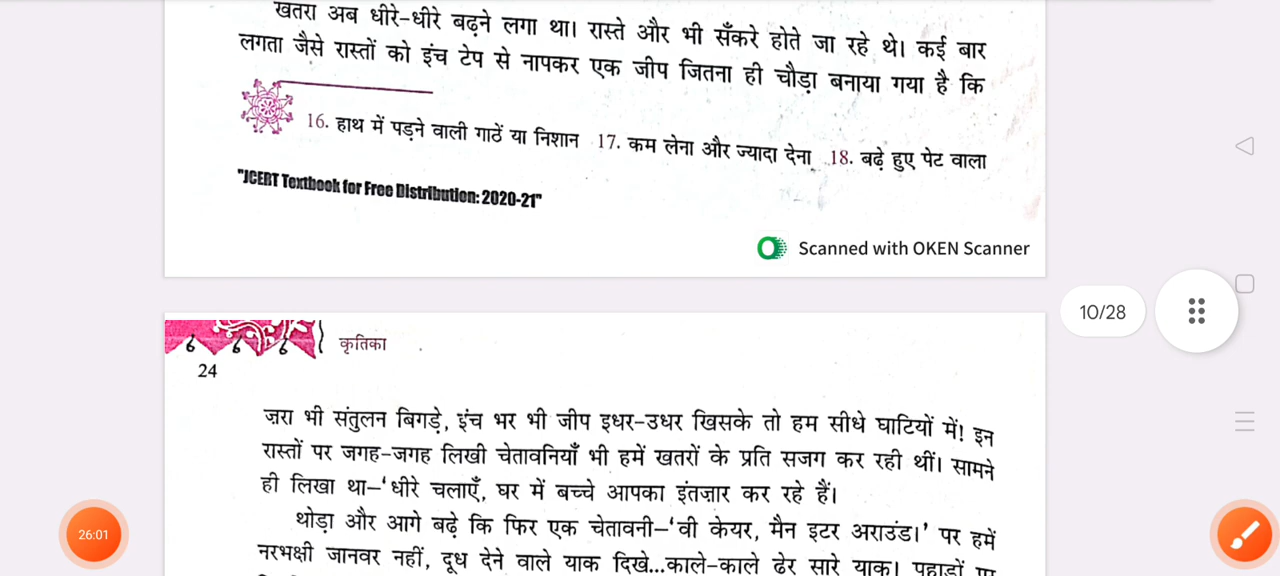 खतरा अब धीरे-धीरे बढ़ने लगा था। रास्ते और भी सँकरे होते जा रहे थे। कई बार
लगता जैसे रास्तों को इंच टेप से नापकर एक जीप जितना ही चौड़ा बनाया गया है कि
16. हाथ में पड़ने वाली गाठें या निशान 17. कम लेना और ज्यादा देना 18. बढ़े हुए पेट वाला
"JCERT Textbook for Free Distribution: 2020-21"
Scanned with OKEN Scanner
10/28
कृतिका
24
ज़रा भी संतुलन बिगड़े, इंच भर भी जीप इधर-उधर खिसके तो हम सीधे घाटियों में! इन
रास्तों पर जगह-जगह लिखी चेतावनियाँ भी हमें खतरों के प्रति सजग कर रही थीं। सामने
ही लिखा था–‘धीरे चलाएँ, घर में बच्चे आपका इंतज़ार कर रहे हैं।
थोड़ा और आगे बढ़े कि फिर एक चेतावनी–‘वी केयर, मैन इटर अराउंड।’ पर हमें
26:01
नरभक्षी जानवर नहीं, दूध देने वाले याक दिखे...काले-काले ढेर सारे याक। पहाड़ों पर